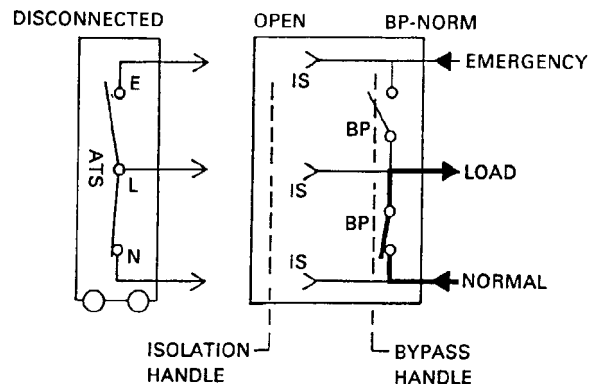 DISCONNECTED
OPEN
BP-NORM
EMERGENCY
E
IS
BP
ATS
L
IS
LOAD
BP
N
IS
NORMAL
ISOLATION
HANDLE
BYPASS
HANDLE